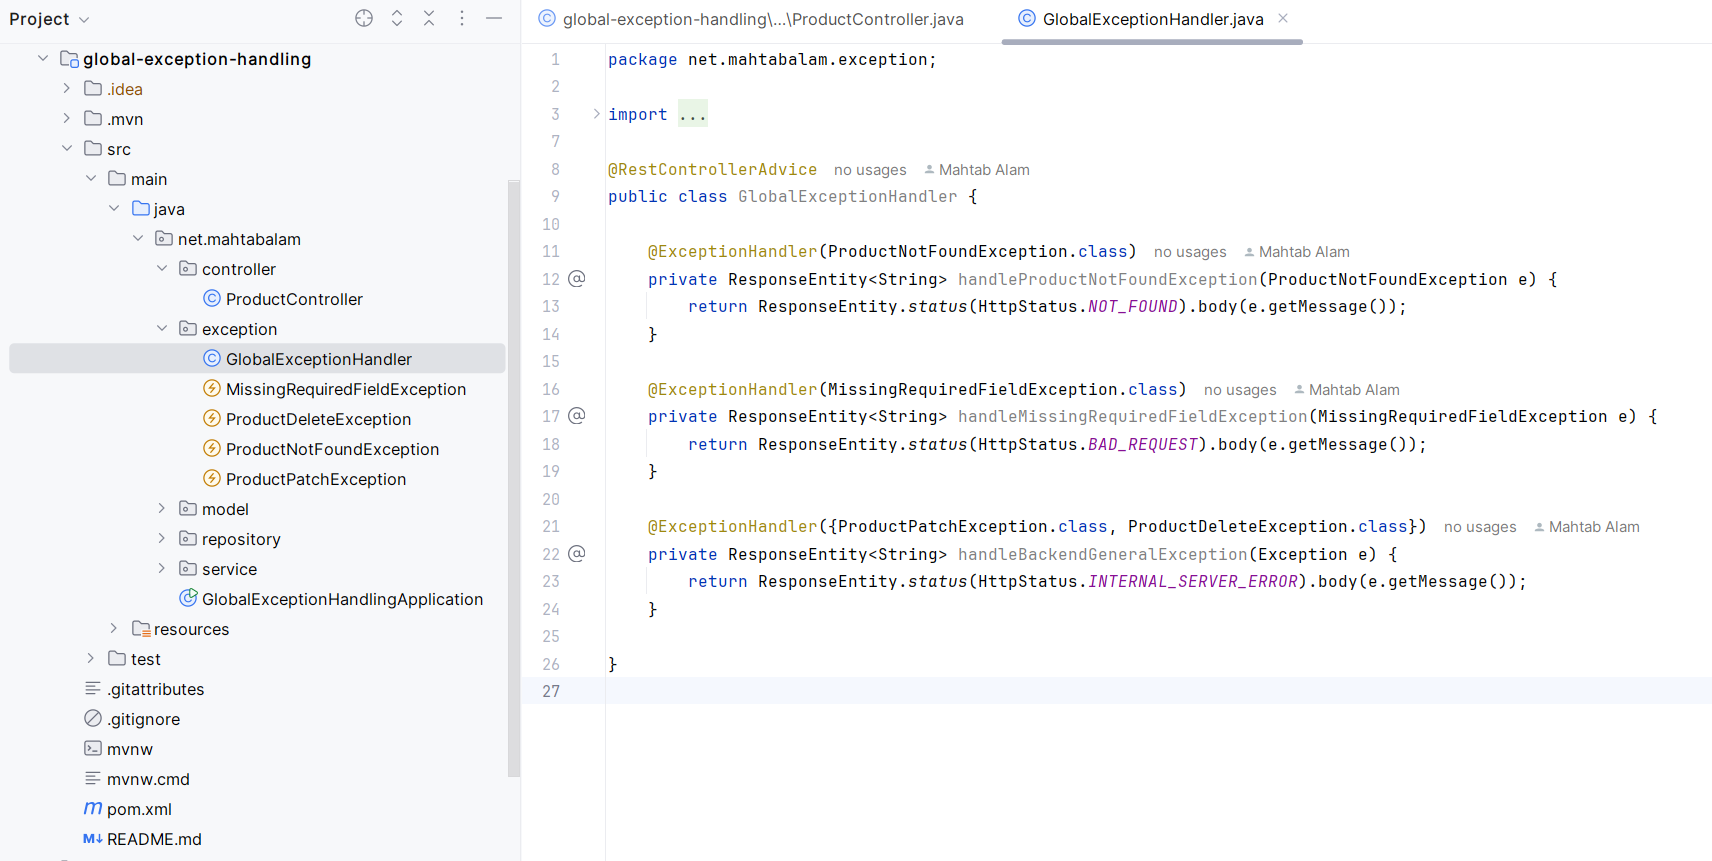 Project
global-exception-handling
.idea
.mvn
src
main
java
net.mahtabalam
controller
ProductController
exception
GlobalExceptionHandler
MissingRequiredFieldException
ProductDeleteException
ProductNotFoundException
ProductPatchException
model
repository
service
GlobalExceptionHandlingApplication
resources
test
.gitattributes
.gitignore
mvnw
mvnw.cmd
pom.xml
README.md
global-exception-handling\...\ProductController.java
GlobalExceptionHandler.java
1 package net.mahtabalam.exception;
2
3 import ...
7
8 @RestControllerAdvice no usages Mahtab Alam
9 public class GlobalExceptionHandler {
10
11 @ExceptionHandler(ProductNotFoundException.class) no usages Mahtab Alam
12 private ResponseEntity<String> handleProductNotFoundException(ProductNotFoundException e) {
13 return ResponseEntity.status(HttpStatus.NOT_FOUND).body(e.getMessage());
14 }
15
16 @ExceptionHandler(MissingRequiredFieldException.class) no usages Mahtab Alam
17 private ResponseEntity<String> handleMissingRequiredFieldException(MissingRequiredFieldException e) {
18 return ResponseEntity.status(HttpStatus.BAD_REQUEST).body(e.getMessage());
19 }
20
21 @ExceptionHandler({ProductPatchException.class, ProductDeleteException.class}) no usages Mahtab Alam
22 private ResponseEntity<String> handleBackendGeneralException(Exception e) {
23 return ResponseEntity.status(HttpStatus.INTERNAL_SERVER_ERROR).body(e.getMessage());
24 }
25
26 }
27